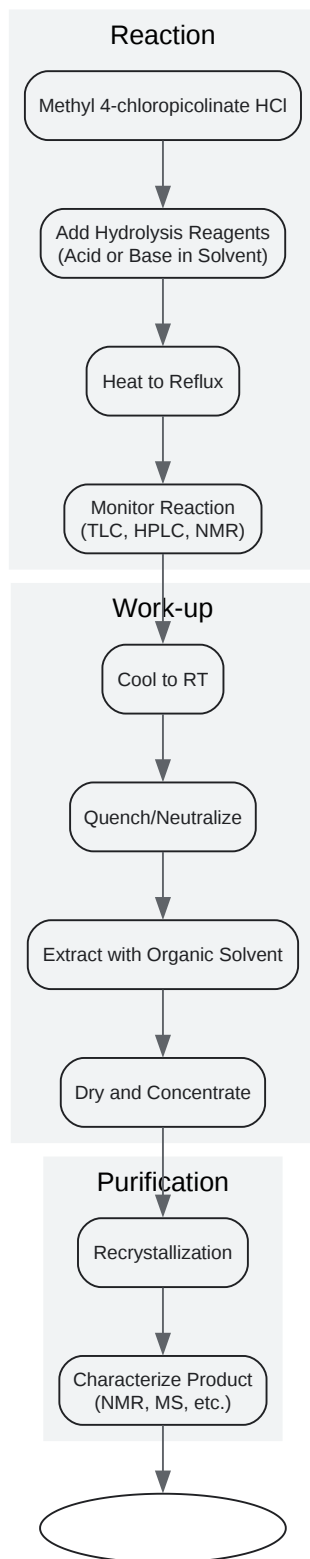 Reaction
Methyl 4-chloropicolinate HCl
Add Hydrolysis Reagents
(Acid or Base in Solvent)
Heat to Reflux
Monitor Reaction
(TLC, HPLC, NMR)
Work-up
Cool to RT
Quench/Neutralize
Extract with Organic Solvent
Dry and Concentrate
Purification
Recrystallization
Characterize Product
(NMR, MS, etc.)